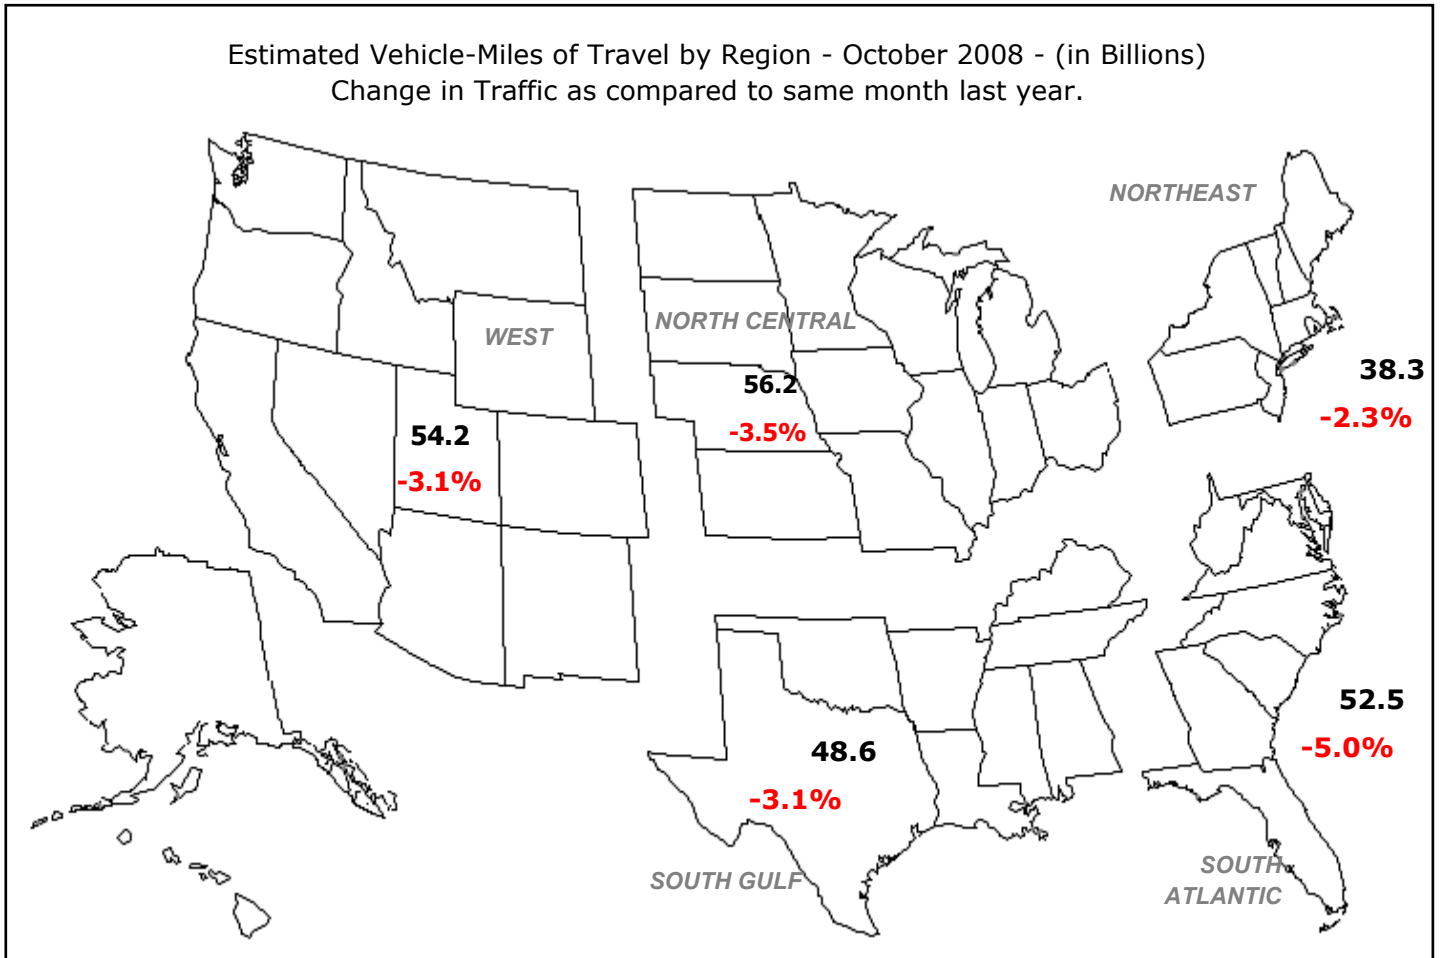 Estimated Vehicle-Miles of Travel by Region - October 2008 - (in Billions)
Change in Traffic as compared to same month last year.
NORTHEAST
WEST
NORTH CENTRAL
38.3
-2.3%
56.2
-3.5%
54.2
-3.1%
52.5
-5.0%
48.6
-3.1%
SOUTH GULF
SOUTH
ATLANTIC